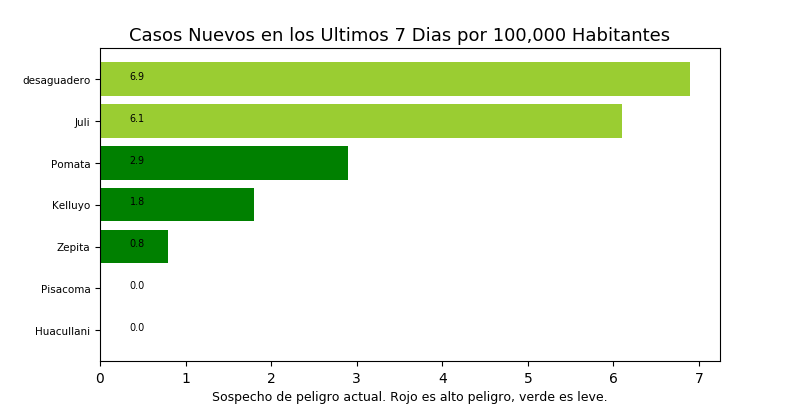 Casos Nuevos en los Ultimos 7 Dias por 100,000 Habitantes
desaguadero 6.9
Juli 6.1
Pomata 2.9
Kelluyo 1.8
Zepita 0.8
Pisacoma 0.0
Huacullani 0.0
0 1 2 3 4 5 6 7
Sospecho de peligro actual. Rojo es alto peligro, verde es leve.